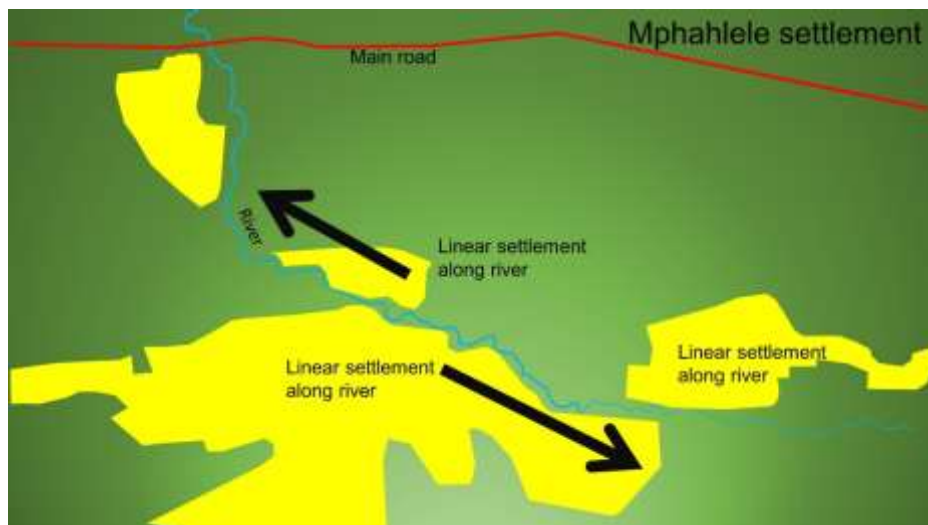 Mphahlele settlement
Main road
River
Linear settlement
along river
Linear settlement
along river
Linear settlement
along river